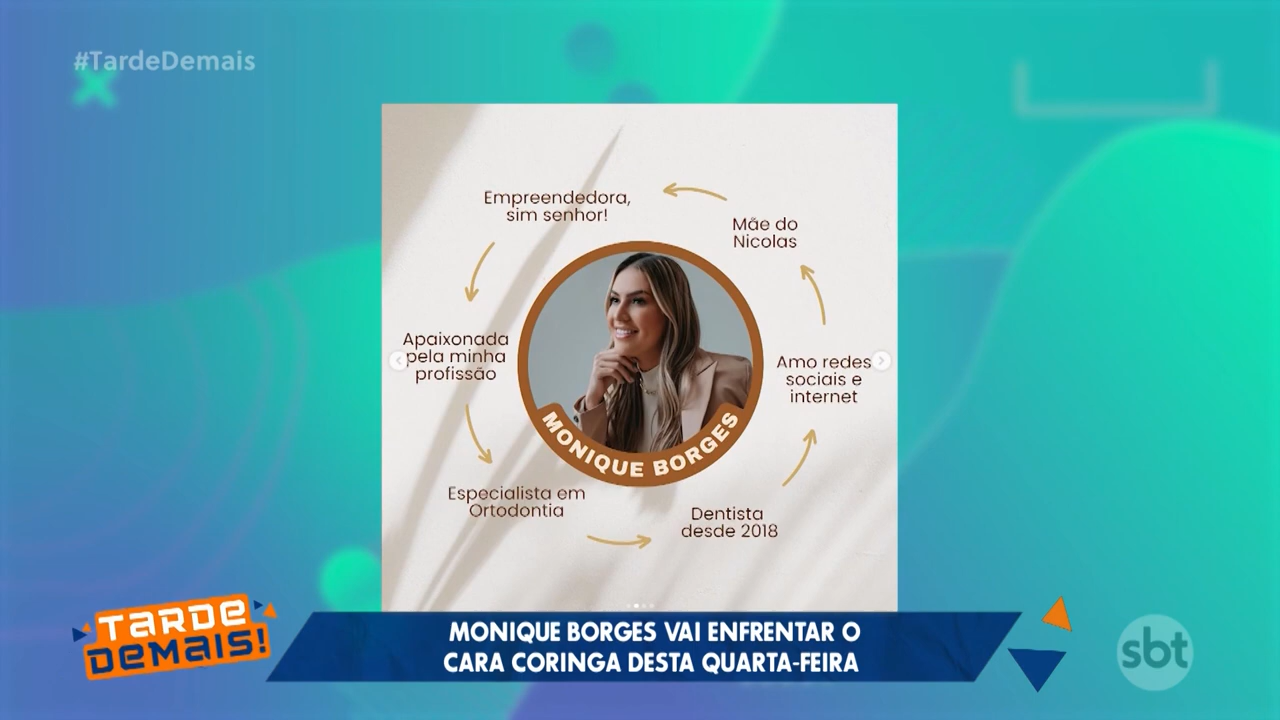 #TardeDemais
Empreendedora,
sim senhor!
Mãe do
Nicolas
Apaixonada
pela minha
profissão
Amo redes
sociais e
internet
MONIQUE BORGES
Especialista em
Ortodontia
Dentista
desde 2018
TARDE
DEMAIS!
MONIQUE BORGES VAI ENFRENTAR O
CARA CORINGA DESTA QUARTA-FEIRA
sbt